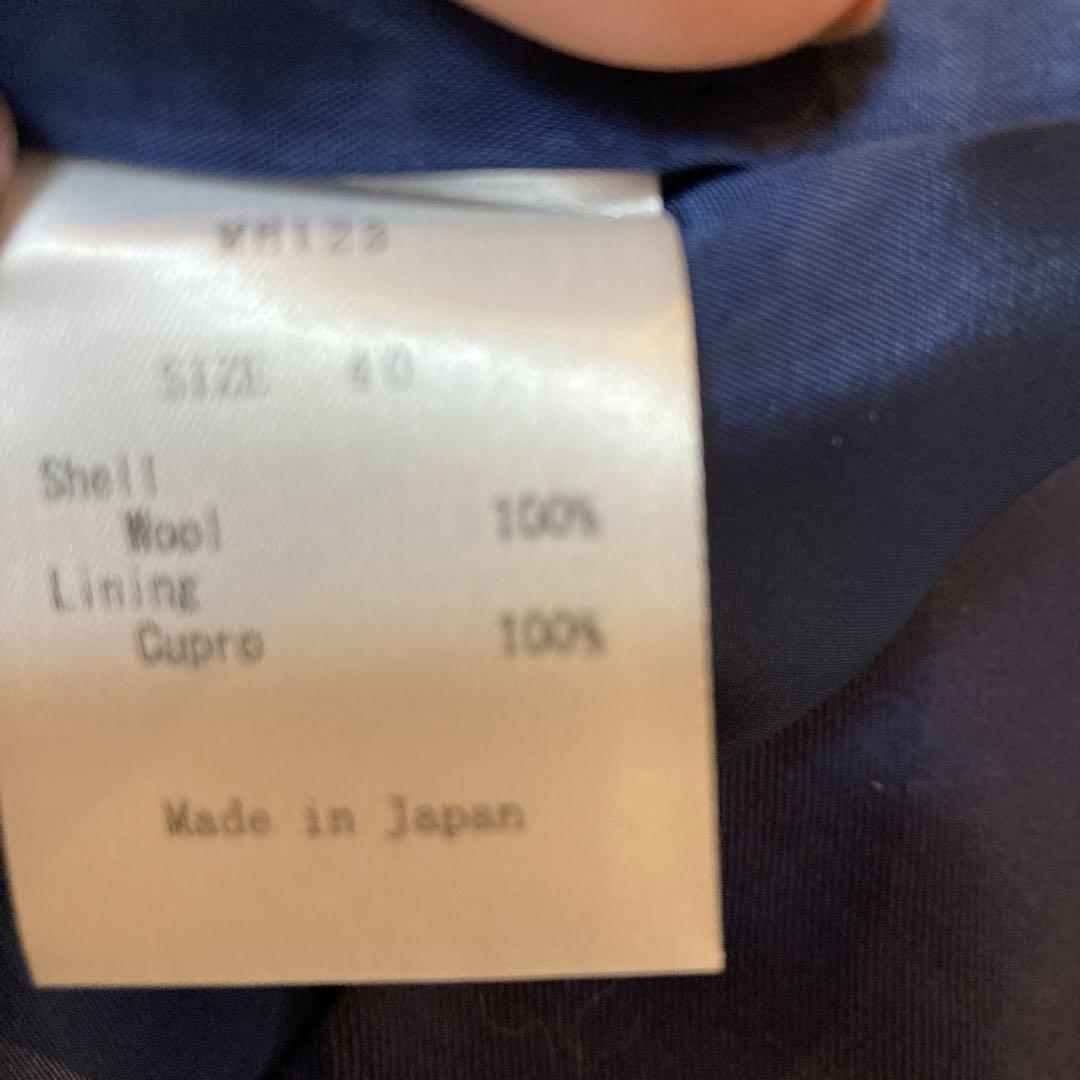 SIZE 40
Shell
Wool 100%
Lining
Cupro 100%
Made in Japan